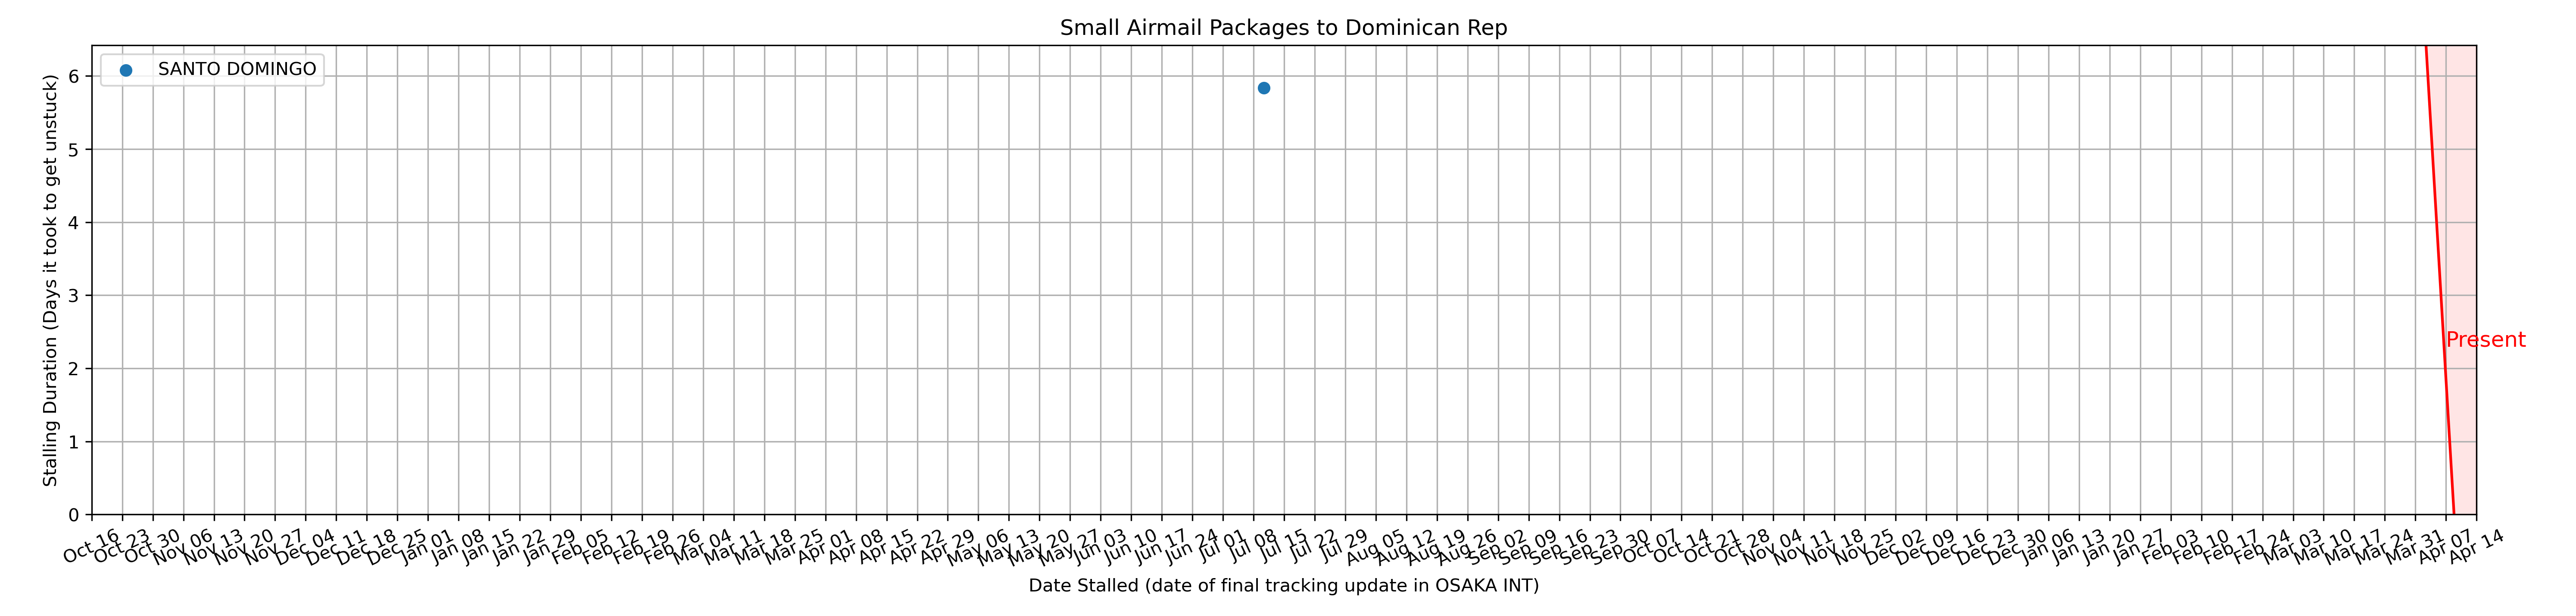 Small Airmail Packages to Dominican Rep
SANTO DOMINGO
Stalling Duration (Days it took to get unstuck)
6
5
4
3
2
1
0
Present
Oct 16 Oct 23 Oct 30 Nov 06 Nov 13 Nov 20 Nov 27 Dec 04 Dec 11 Dec 18 Dec 25 Jan 01 Jan 08 Jan 15 Jan 22 Jan 29 Feb 05 Feb 12 Feb 19 Feb 26 Mar 04 Mar 11 Mar 18 Mar 25 Apr 01 Apr 08 Apr 15 Apr 22 Apr 29 May 06 May 13 May 20 May 27 Jun 03 Jun 10 Jun 17 Jun 24 Jul 01 Jul 08 Jul 15 Jul 22 Jul 29 Aug 05 Aug 12 Aug 19 Aug 26 Sep 02 Sep 09 Sep 16 Sep 23 Sep 30 Oct 07 Oct 14 Oct 21 Oct 28 Nov 04 Nov 11 Nov 18 Nov 25 Dec 02 Dec 09 Dec 16 Dec 23 Dec 30 Jan 06 Jan 13 Jan 20 Jan 27 Feb 03 Feb 10 Feb 17 Feb 24 Mar 03 Mar 10 Mar 17 Mar 24 Mar 31 Apr 07 Apr 14
Date Stalled (date of final tracking update in OSAKA INT)